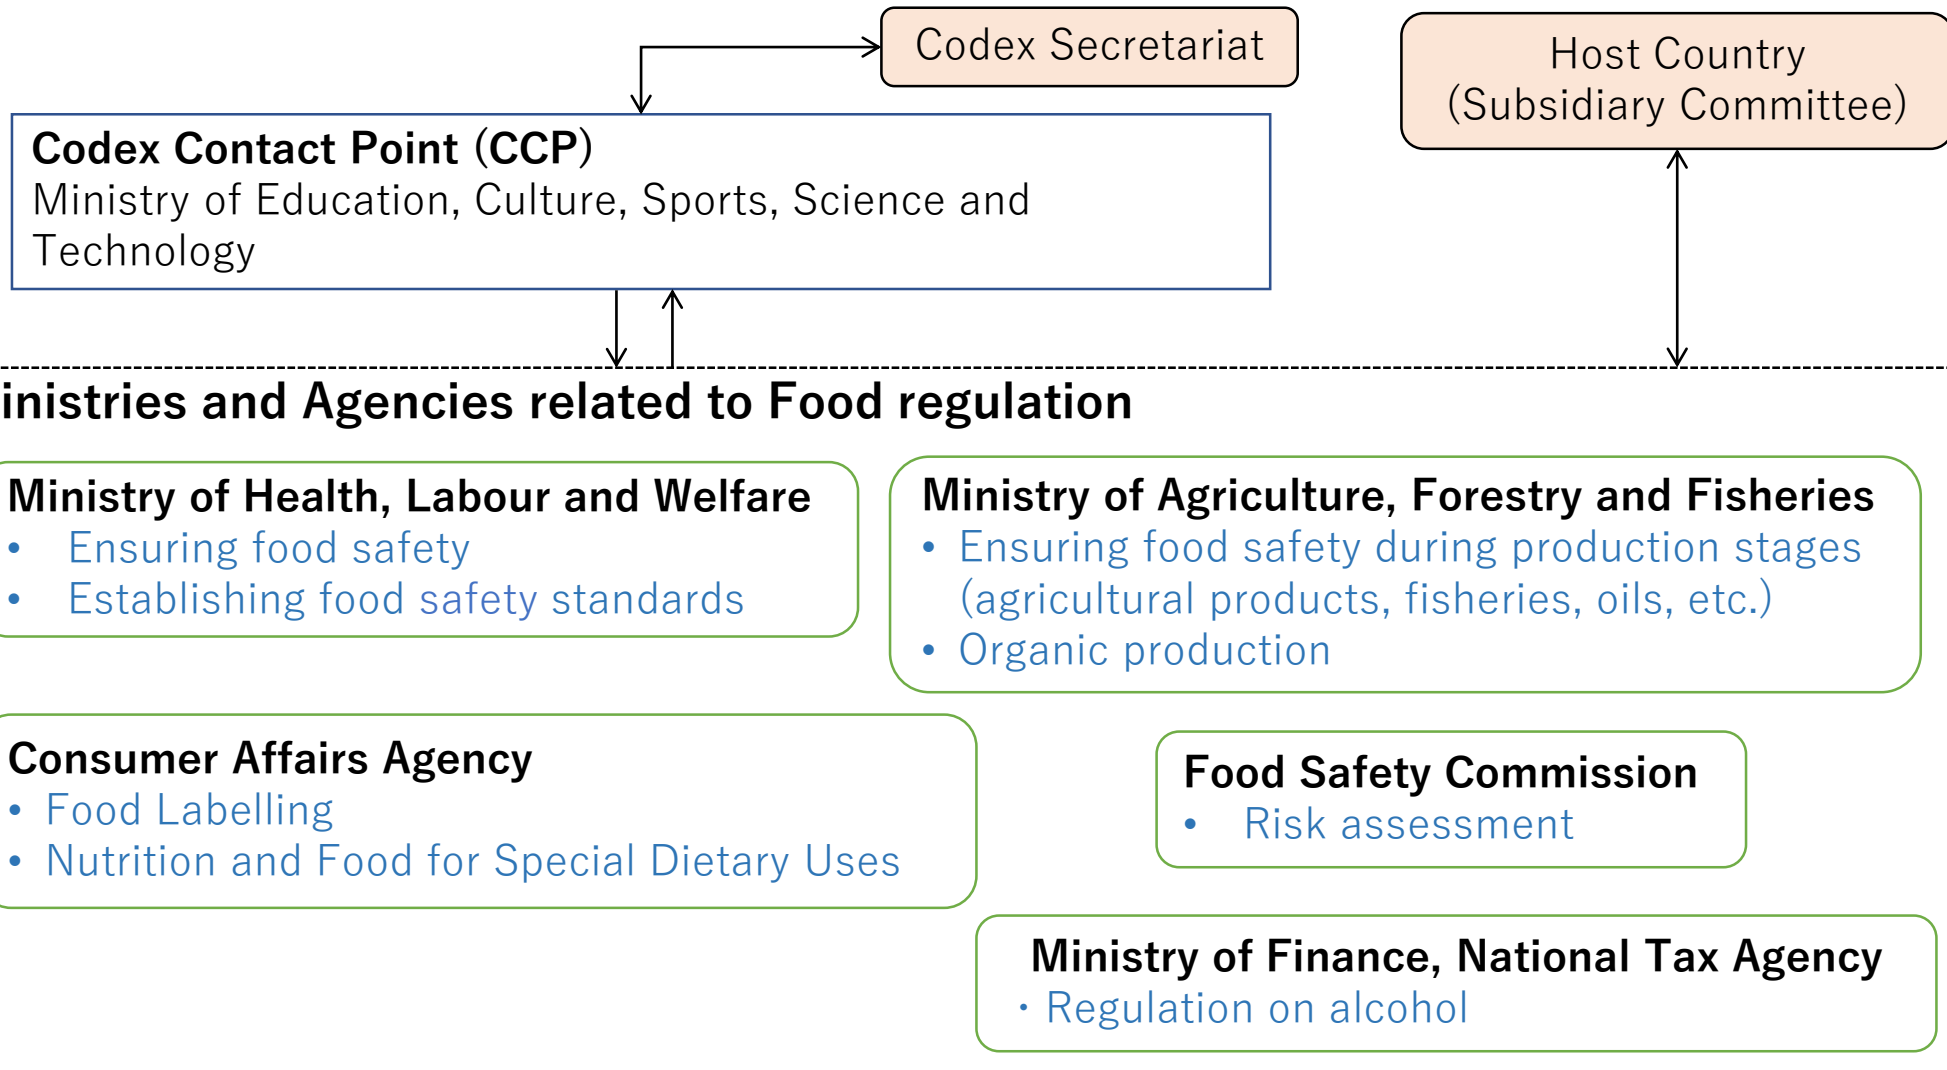 Codex Secretariat
Host Country
(Subsidiary Committee)
Codex Contact Point (CCP)
Ministry of Education, Culture, Sports, Science and
Technology
inistries and Agencies related to Food regulation
Ministry of Health, Labour and Welfare
• Ensuring food safety
• Establishing food safety standards
Ministry of Agriculture, Forestry and Fisheries
• Ensuring food safety during production stages
(agricultural products, fisheries, oils, etc.)
• Organic production
Consumer Affairs Agency
• Food Labelling
• Nutrition and Food for Special Dietary Uses
Food Safety Commission
• Risk assessment
Ministry of Finance, National Tax Agency
・Regulation on alcohol